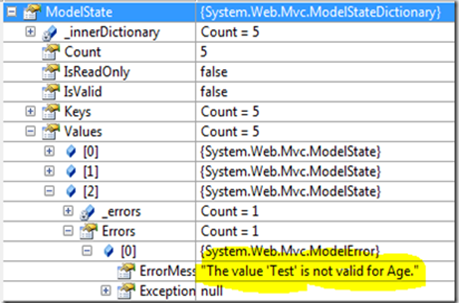 ModelState {System.Web.Mvc.ModelStateDictionary}
_innerDictionary Count = 5
Count 5
IsReadOnly false
IsValid false
Keys Count = 5
Values Count = 5
[0] {System.Web.Mvc.ModelState}
[1] {System.Web.Mvc.ModelState}
[2] {System.Web.Mvc.ModelState}
_errors Count = 1
Errors Count = 1
[0] {System.Web.Mvc.ModelError}
ErrorMess "The value 'Test' is not valid for Age."
Exception null